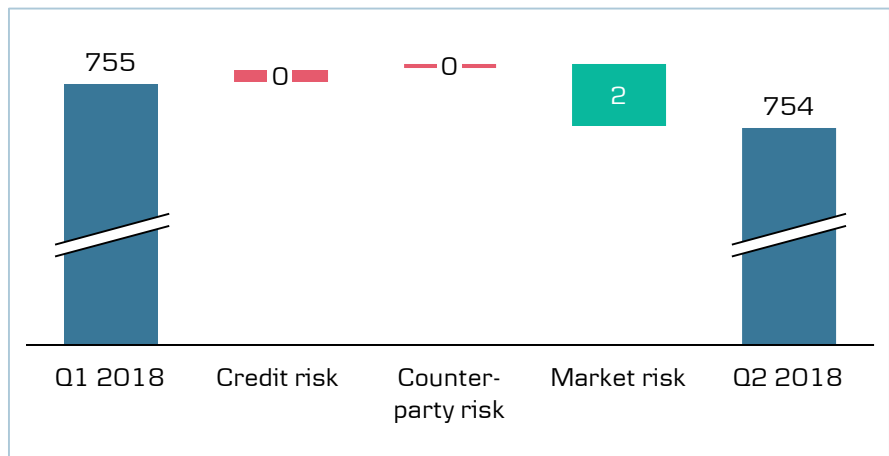 755
0
0
2
754
Q1 2018
Credit risk
Counter-
party risk
Market risk
Q2 2018